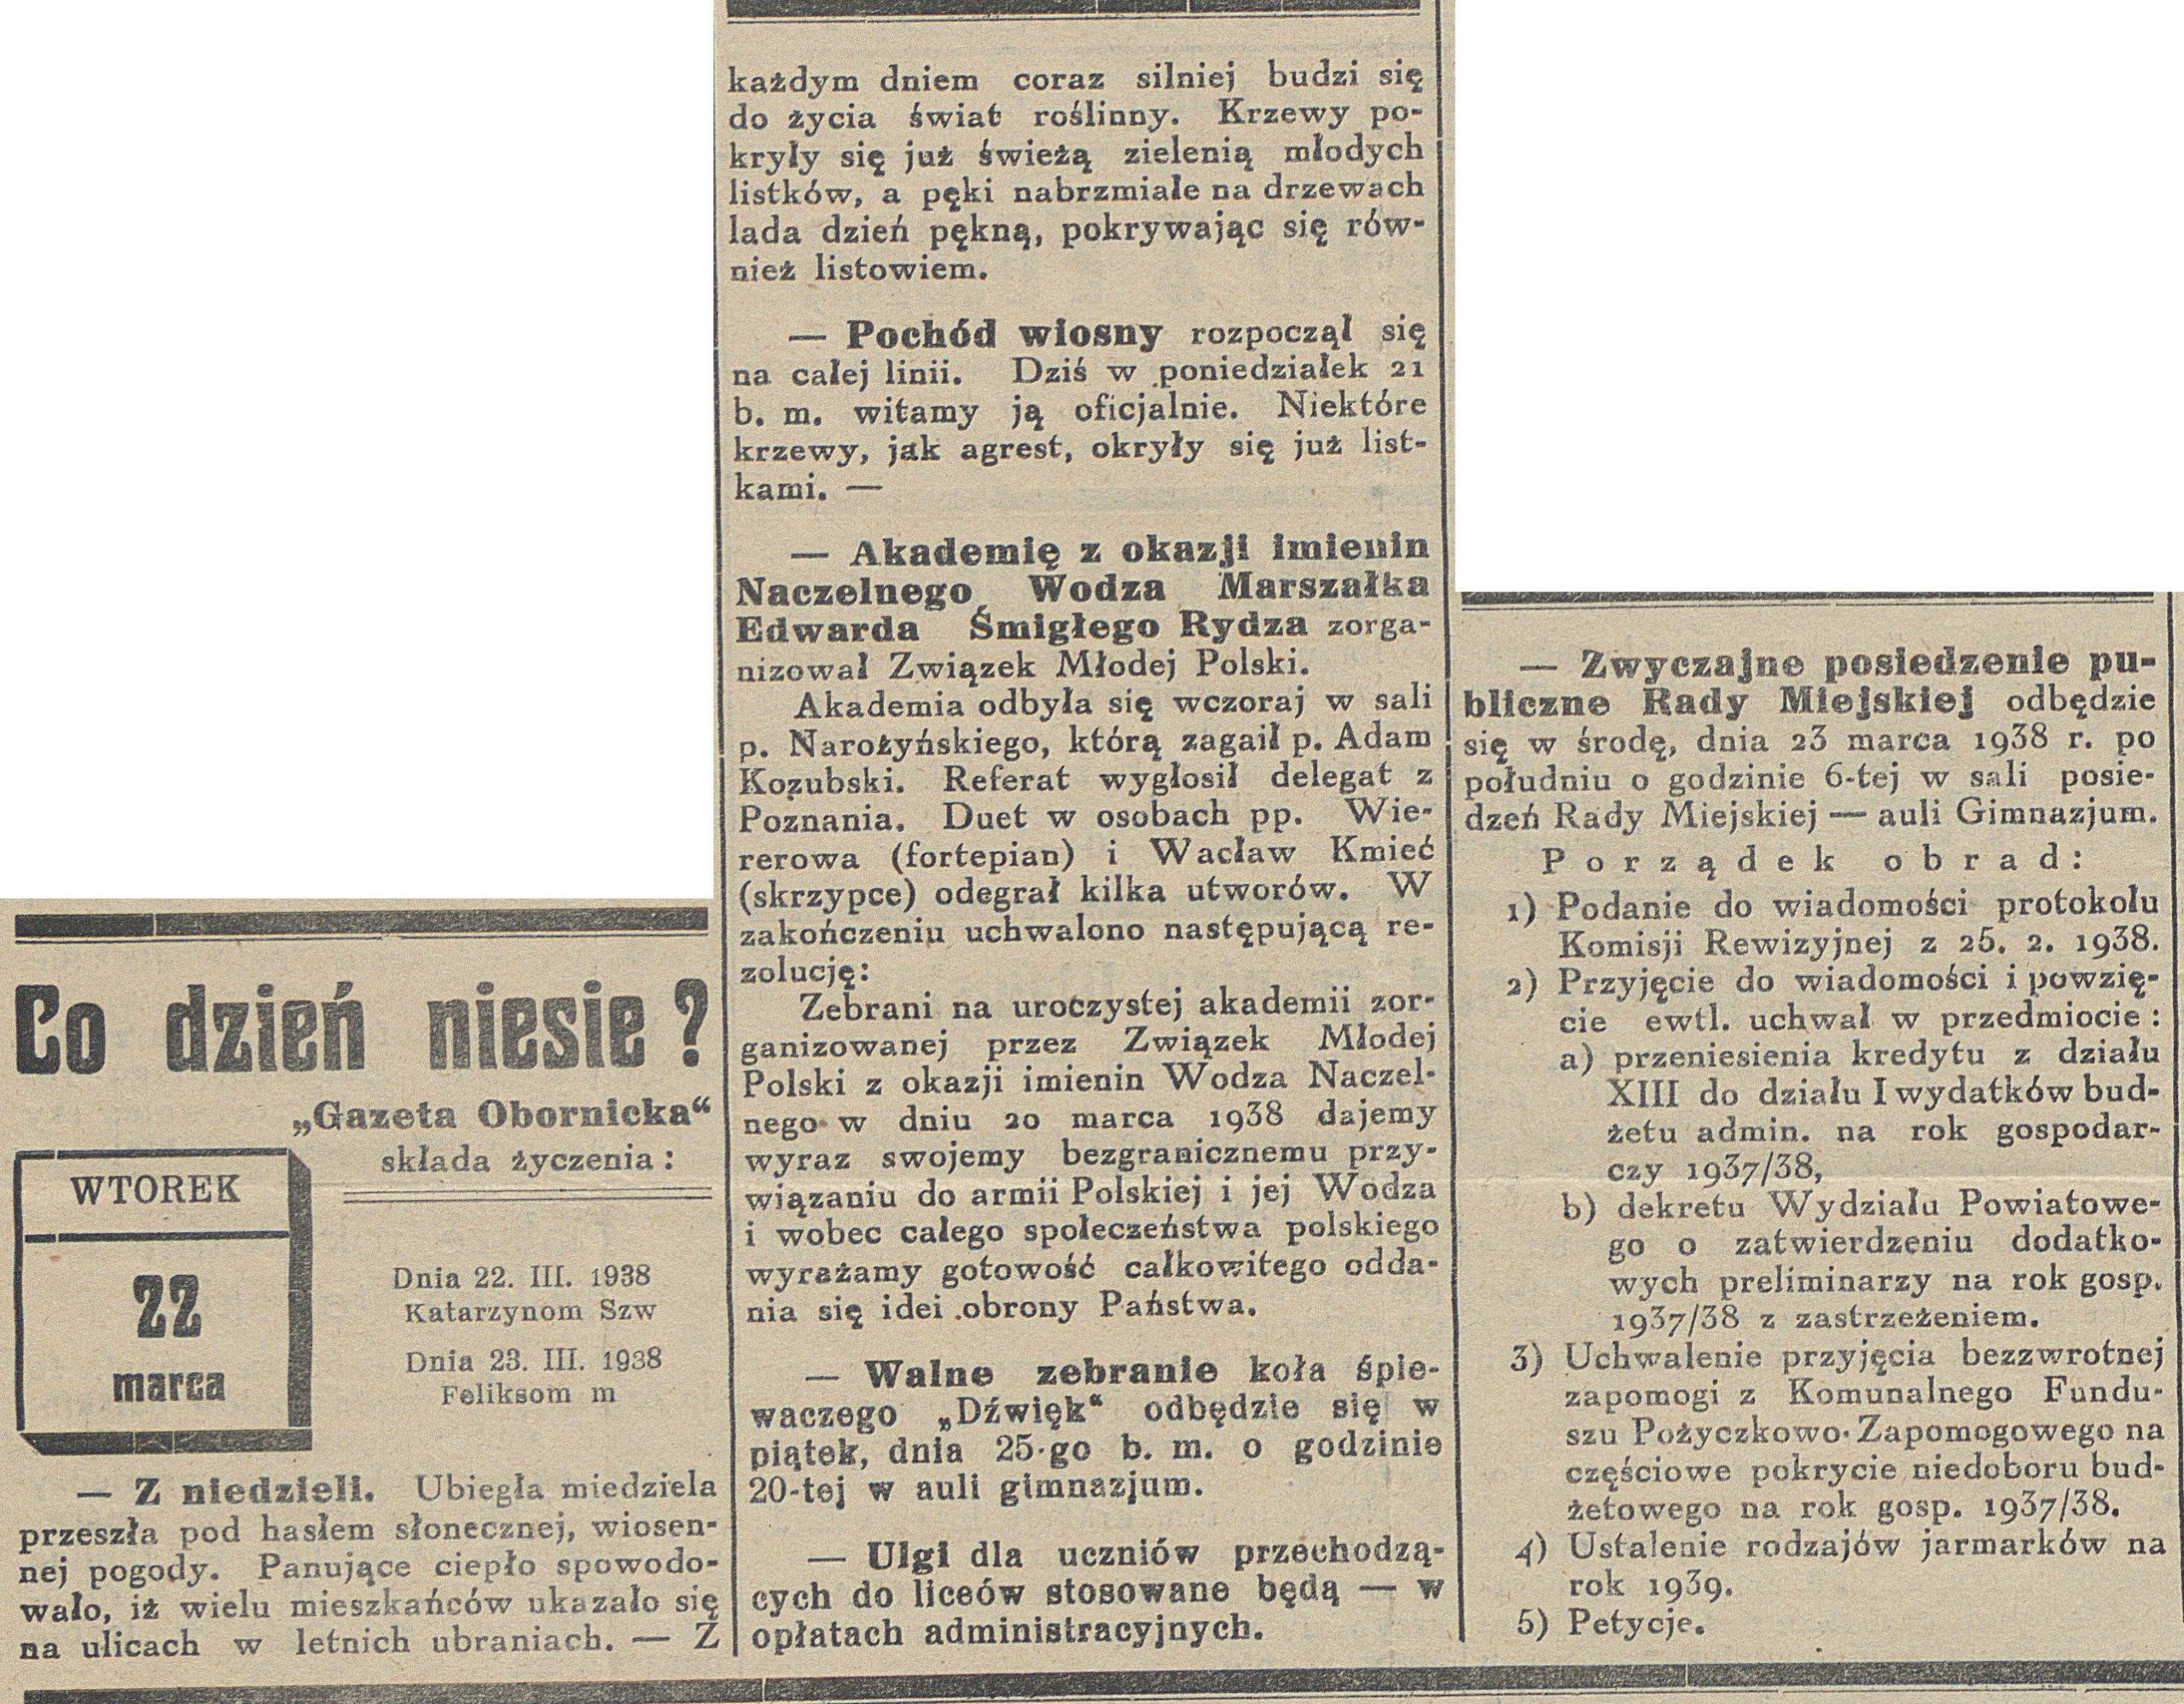 Co dzień niesie?
„Gazeta Obornicka“
składa życzenia:
WTOREK
22
marca
Dnia 22. III. 1938
Katarzynom Szw
Dnia 23. III. 1938
Feliksom m
— Z niedzieli. Ubiegła miedziela
przeszła pod hasłem słonecznej, wiosen-
nej pogody. Panujące ciepło spowodo-
wało, iż wielu mieszkańców ukazało się
na ulicach w letnich ubraniach. — Z
każdym dniem coraz silniej budzi się
do życia świat roślinny. Krzewy po-
kryły się już świeżą zielenią młodych
listków, a pęki nabrzmiałe na drzewach
lada dzień pękną, pokrywając się rów-
nież listowiem.
— Pochód wiosny rozpoczął się
na całej linii. Dziś w poniedziałek 21
b. m. witamy ją oficjalnie. Niektóre
krzewy, jak agrest, okryły się już list-
kami. —
— Akademię z okazji imienin
Naczelnego Wodza Marszałka
Edwarda Śmigłego Rydza zorga-
nizował Związek Młodej Polski.
Akademia odbyła się wczoraj w sali
p. Narożyńskiego, którą zagaił p. Adam
Kozubski. Referat wygłosił delegat z
Poznania. Duet w osobach pp. Wie-
rerowa (fortepian) i Wacław Kmieć
(skrzypce) odegrał kilka utworów. W
zakończeniu uchwalono następującą re-
zolucję:
Zebrani na uroczystej akademii zor-
ganizowanej przez Związek Młodej
Polski z okazji imienin Wodza Naczel-
nego w dniu 20 marca 1938 dajemy
wyraz swojemy bezgranicznemu przy-
wiązaniu do armii Polskiej i jej Wodza
i wobec całego społeczeństwa polskiego
wyrażamy gotowość całkowitego odda-
nia się idei obrony Państwa.
— Walne zebranie koła śpie-
waczego „Dźwięk“ odbędzie się w
piątek, dnia 25-go b. m. o godzinie
20-tej w auli gimnazjum.
— Ulgi dla uczniów przechodzą-
cych do liceów stosowane będą — w
opłatach administracyjnych.
— Zwyczajne posiedzenie pu-
bliczne Rady Miejskiej odbędzie
się w środę, dnia 23 marca 1938 r. po
południu o godzinie 6-tej w sali posie-
dzeń Rady Miejskiej — auli Gimnazjum.
Porządek obrad:
1) Podanie do wiadomości protokołu
Komisji Rewizyjnej z 25. 2. 1938.
2) Przyjęcie do wiadomości i powzię-
cie ewtl. uchwał w przedmiocie:
a) przeniesienia kredytu z działu
XIII do działu I wydatków bud-
żetu admin. na rok gospodar-
czy 1937/38,
b) dekretu Wydziału Powiatowe-
go o zatwierdzeniu dodatko-
wych preliminarzy na rok gosp.
1937/38 z zastrzeżeniem.
3) Uchwalenie przyjęcia bezzwrotnej
zapomogi z Komunalnego Fundu-
szu Pożyczkowo-Zapomogowego na
częściowe pokrycie niedoboru bud-
żetowego na rok gosp. 1937/38.
4) Ustalenie rodzajów jarmarków na
rok 1939.
5) Petycje.